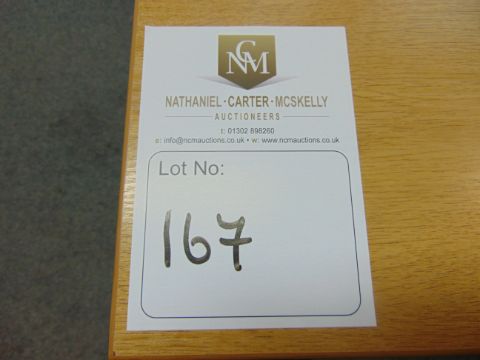 NCM
NATHANIEL · CARTER · MCSKELLY
AUCTIONEERS
t: 01302 898260
e: info@ncmauctions.co.uk • w: www.ncmauctions.co.uk
Lot No:
167